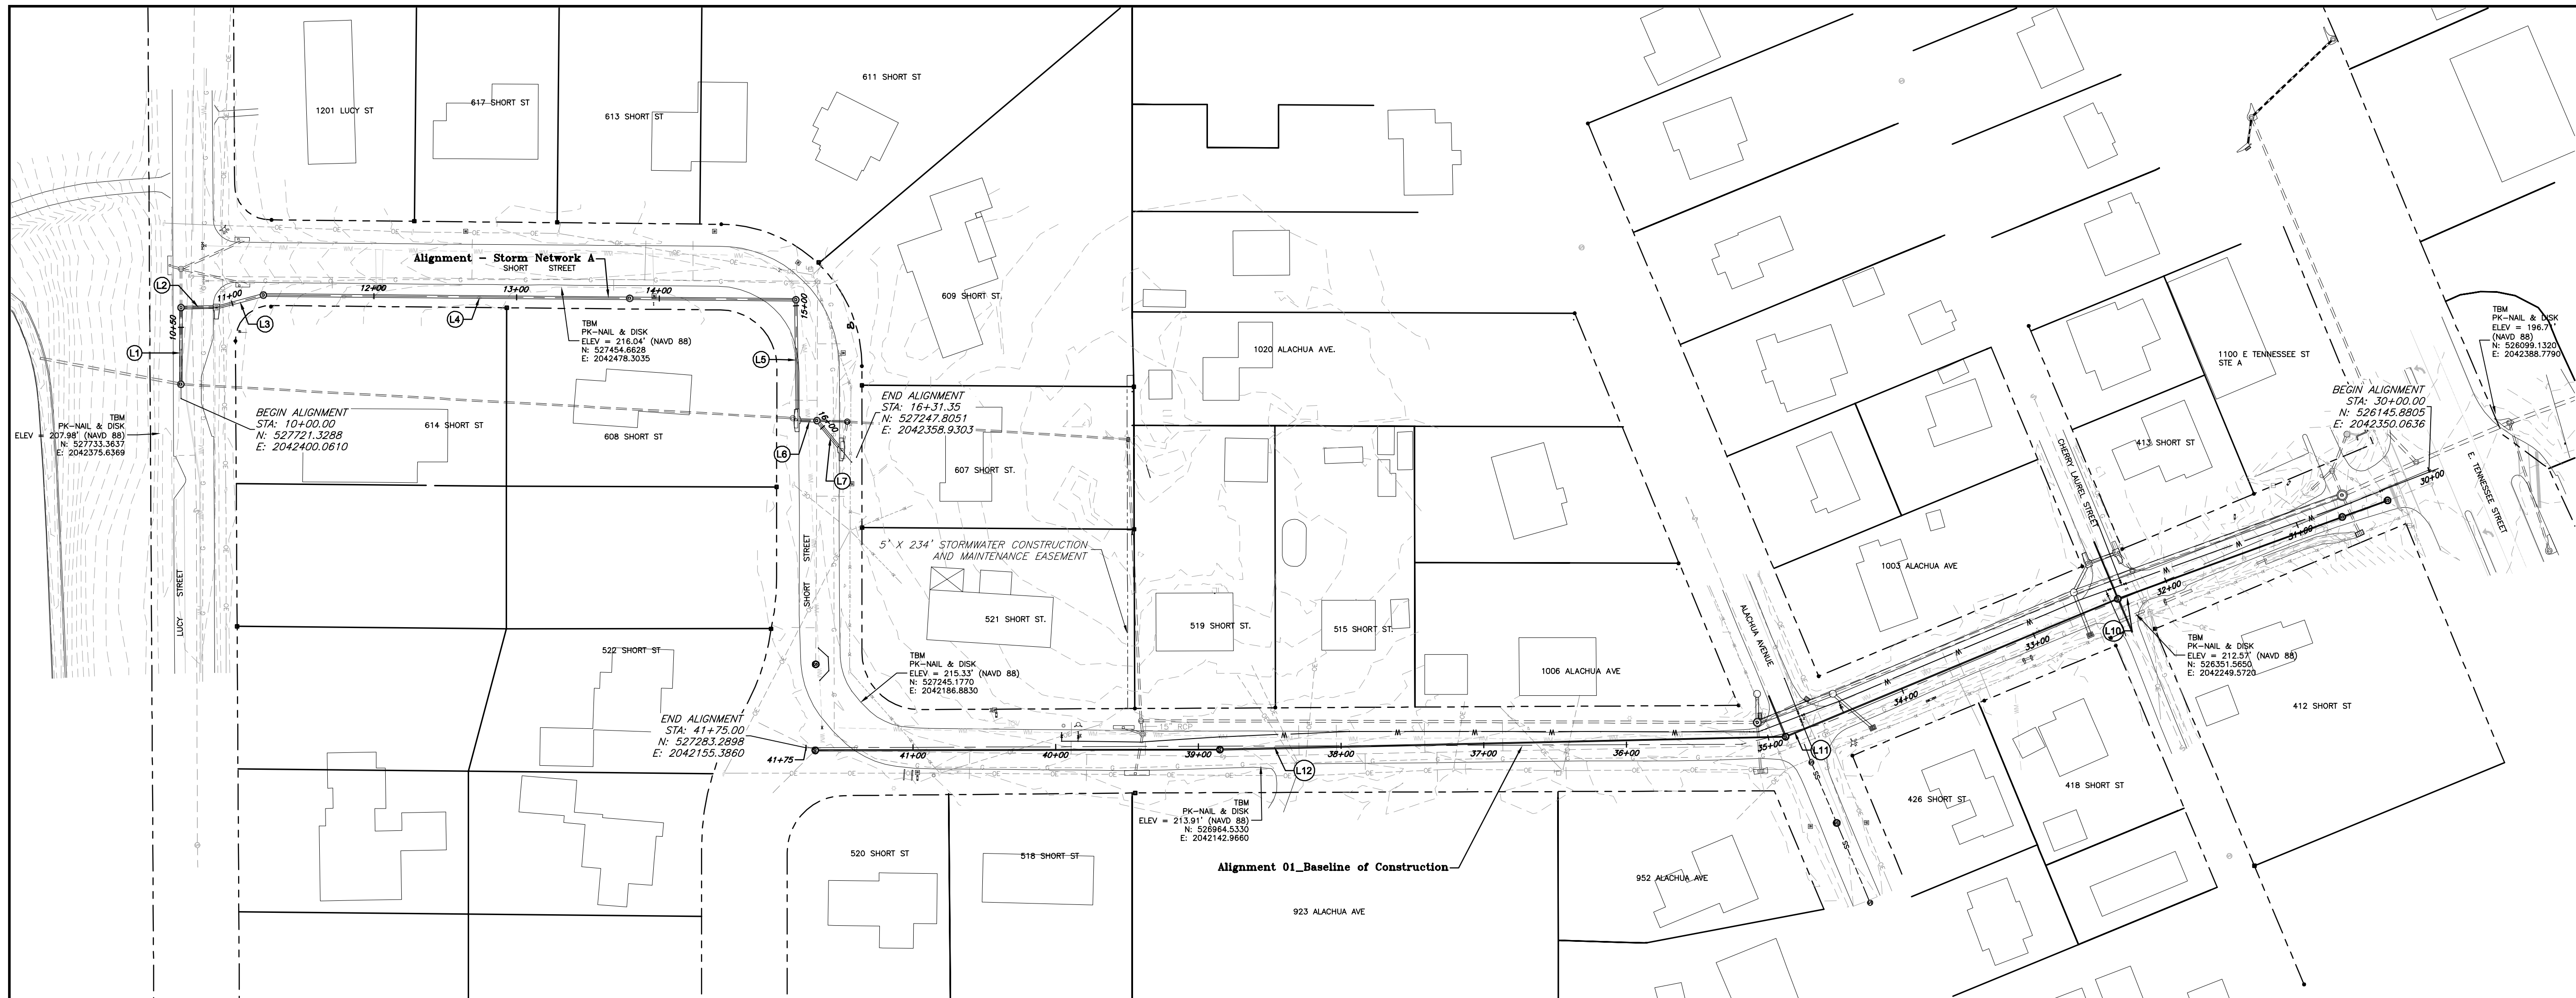 611 SHORT ST
617 SHORT ST
1201 LUCY ST
613 SHORT ST
Alignment - Storm Network A
SHORT STREET
L2
11+00
12+00
13+00
14+00
15+00
L3
L4
10+50
L1
L5
TBM
PK-NAIL & DISK
ELEV = 216.04' (NAVD 88)
N: 527454.6628
E: 2042478.3035
609 SHORT ST.
1020 ALACHUA AVE.
TBM
PK-NAIL & DISK
ELEV = 207.98' (NAVD 88)
N: 527733.3637
E: 2042375.6369
BEGIN ALIGNMENT
STA: 10+00.00
N: 527721.3288
E: 2042400.0610
614 SHORT ST
608 SHORT ST
16+00
L6
L7
END ALIGNMENT
STA: 16+31.35
N: 527247.8051
E: 2042358.9303
607 SHORT ST.
5' X 234' STORMWATER CONSTRUCTION
AND MAINTENANCE EASEMENT
LUCY STREET
SHORT STREET
521 SHORT ST.
519 SHORT ST.
515 SHORT ST.
522 SHORT ST
TBM
PK-NAIL & DISK
ELEV = 215.33' (NAVD 88)
N: 527245.1770
E: 2042186.8830
END ALIGNMENT
STA: 41+75.00
N: 527283.2898
E: 2042155.3860
41+75
41+00
40+00
39+00
38+00
37+00
36+00
35+00
15" RCP
L12
L11
TBM
PK-NAIL & DISK
ELEV = 213.91' (NAVD 88)
N: 526964.5330
E: 2042142.9660
520 SHORT ST
518 SHORT ST
Alignment 01_Baseline of Construction
923 ALACHUA AVE
952 ALACHUA AVE
1006 ALACHUA AVE
ALACHUA AVENUE
1003 ALACHUA AVE
CHERRY LAUREL STREET
413 SHORT ST
1100 E TENNESSEE ST
STE A
TBM
PK-NAIL & DISK
ELEV = 196.71'
(NAVD 88)
N: 526099.1320
E: 2042388.7790
BEGIN ALIGNMENT
STA: 30+00.00
N: 526145.8805
E: 2042350.0636
E. TENNESSEE STREET
30+00
31+00
32+00
33+00
34+00
L10
TBM
PK-NAIL & DISK
ELEV = 212.57' (NAVD 88)
N: 526351.5650
E: 2042249.5720
412 SHORT ST
418 SHORT ST
426 SHORT ST